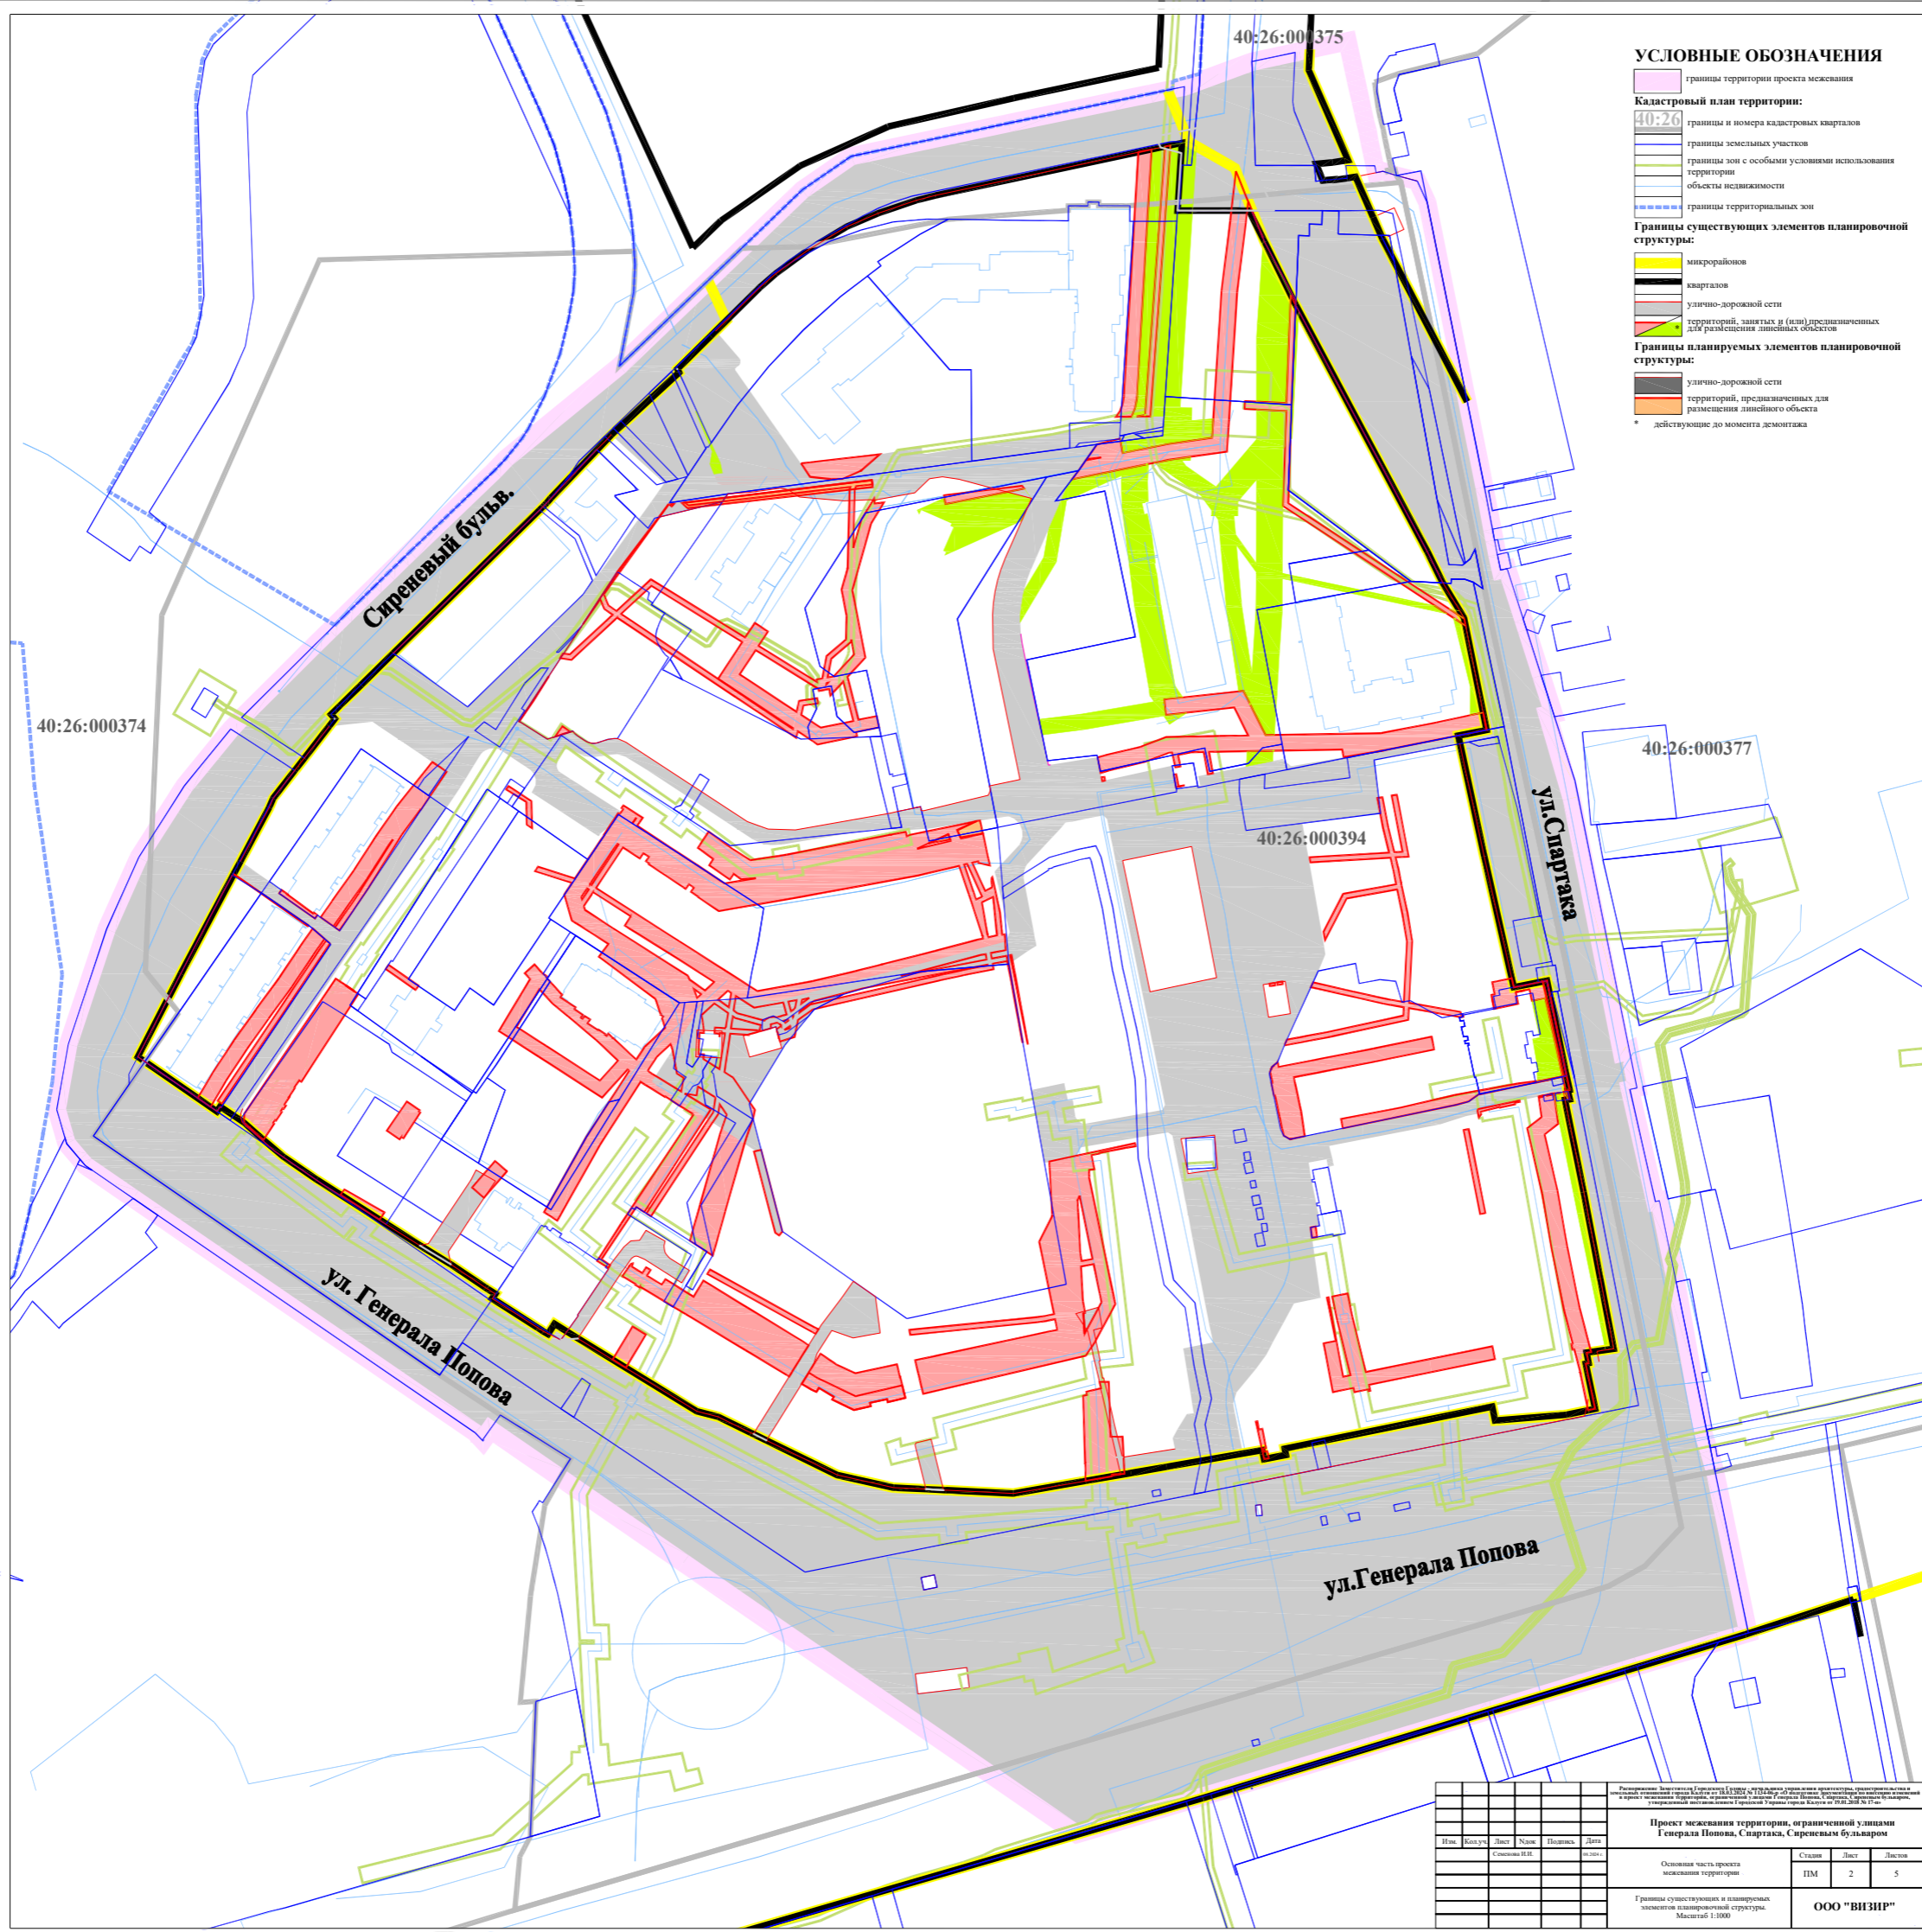 40:26:000375
УСЛОВНЫЕ ОБОЗНАЧЕНИЯ
границы территории проекта межевания
Кадастровый план территории:
40:26
границы и номера кадастровых кварталов
границы земельных участков
границы зон с особыми условиями использования
территории
объекты недвижимости
границы территориальных зон
Границы существующих элементов планировочной
структуры:
микрорайонов
кварталов
улично-дорожной сети
территорий, занятых и (или) предназначенных
* для размещения линейных объектов
Границы планируемых элементов планировочной
структуры:
улично-дорожной сети
территорий, предназначенных для
размещения линейного объекта
* действующие до момента демонтажа
Сиреневый бульв.
40:26:000374
40:26:000377
ул.Спартака
40:26:000394
ул. Генерала Попова
ул.Генерала Попова
Проект межевания территории, ограниченной улицами
Генерала Попова, Спартака, Сиреневым бульваром
Изм. Кол.уч. Лист №док Подпись Дата
Семенова И.И.
Основная часть проекта
межевания территории
Стадия Лист Листов
ПМ 2 5
Границы существующих и планируемых
элементов планировочной структуры.
Масштаб 1:1000
ООО "ВИЗИР"